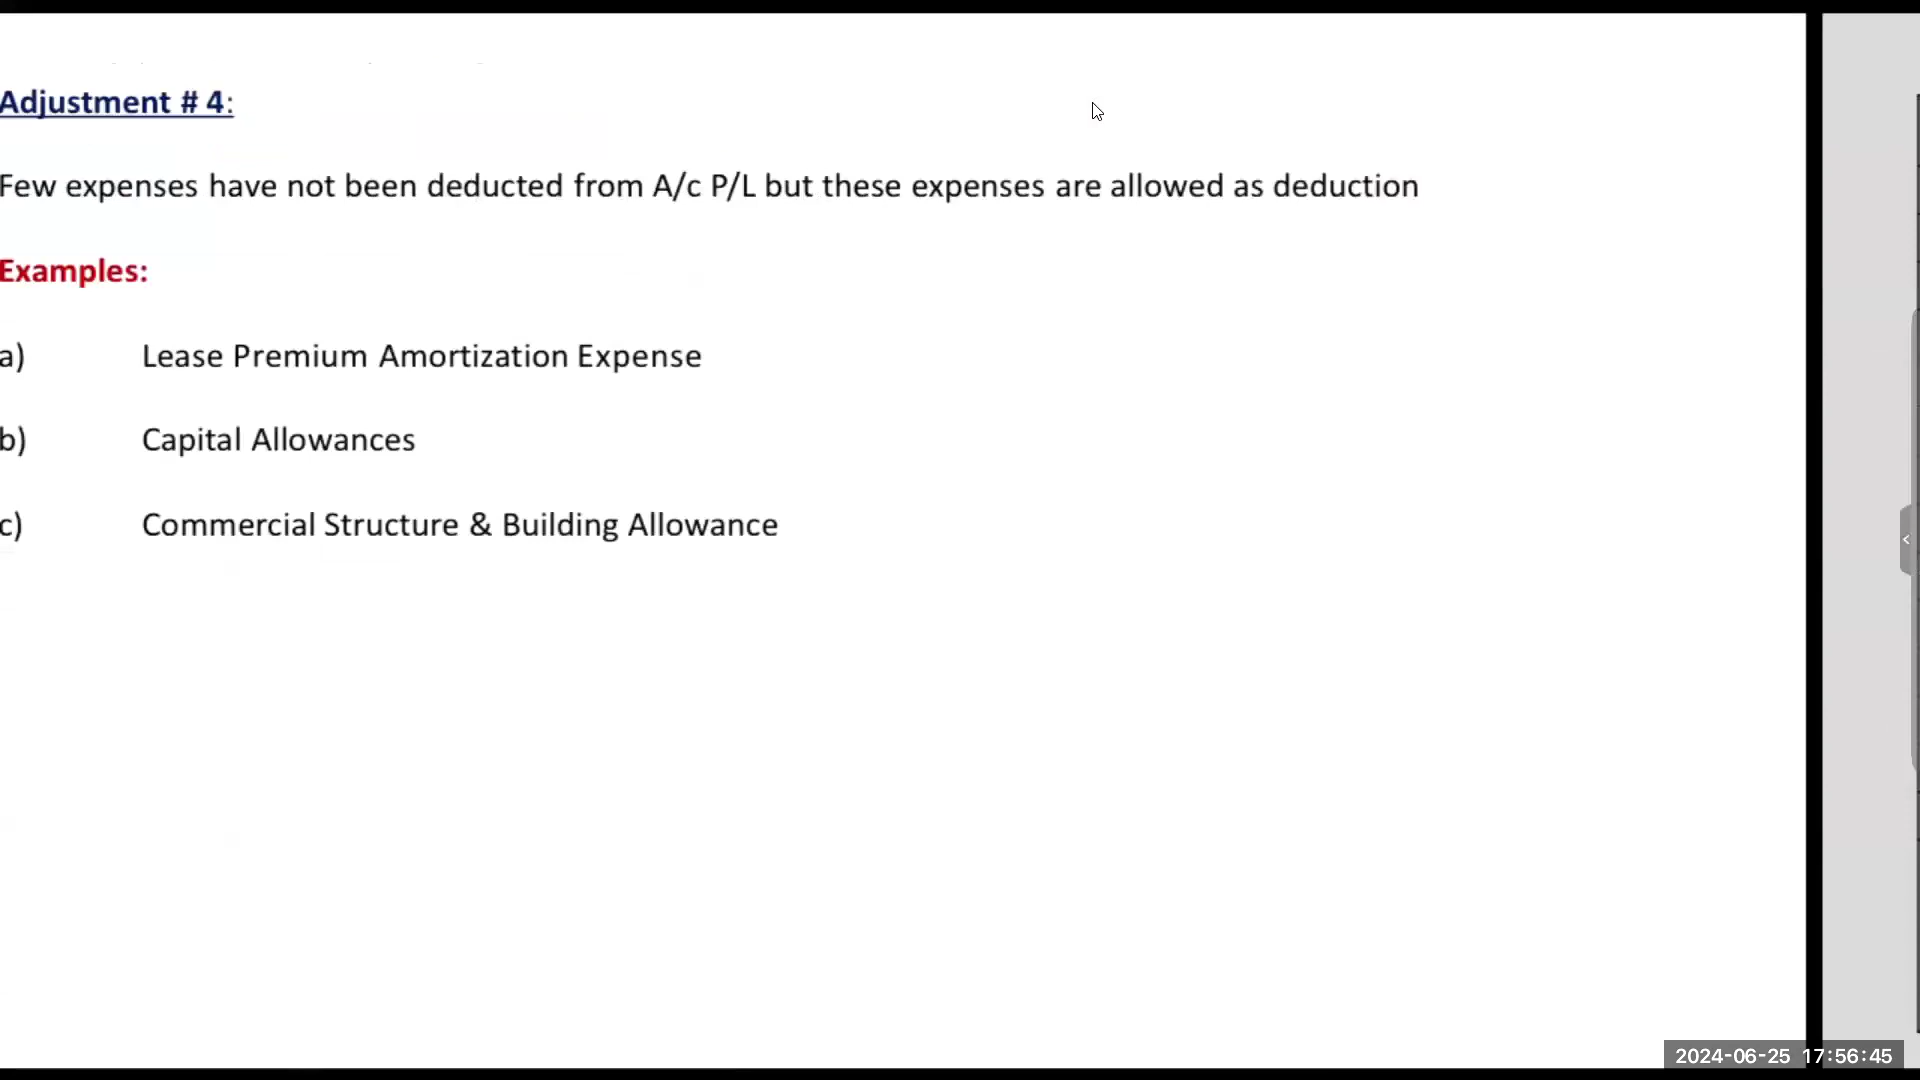 Adjustment # 4:
Few expenses have not been deducted from A/c P/L but these expenses are allowed as deduction
Examples:
a) Lease Premium Amortization Expense
b) Capital Allowances
c) Commercial Structure & Building Allowance
2024-06-25 17:56:45